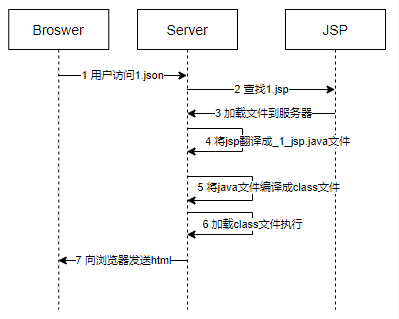 Broswer
Server
JSP
1 用户访问1.json
2 查找1.jsp
3 加载文件到服务器
4 将jsp翻译成_1_jsp.java文件
5 将java文件编译成class文件
6 加载class文件执行
7 向浏览器发送html